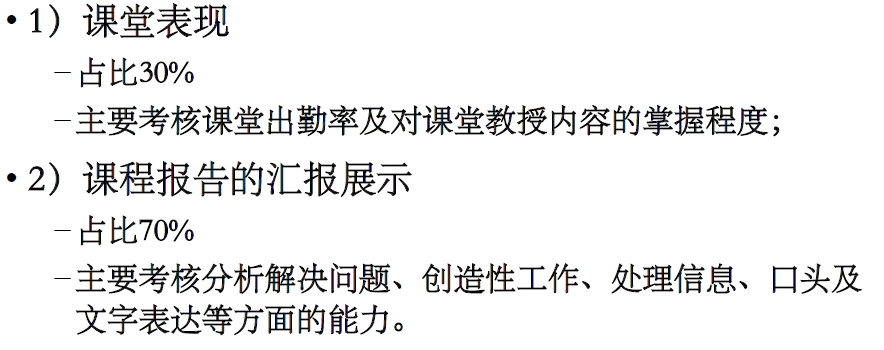 • 1）课堂表现
–占比30%
–主要考核课堂出勤率及对课堂教授内容的掌握程度；
• 2）课程报告的汇报展示
–占比70%
–主要考核分析解决问题、创造性工作、处理信息、口头及
文字表达等方面的能力。